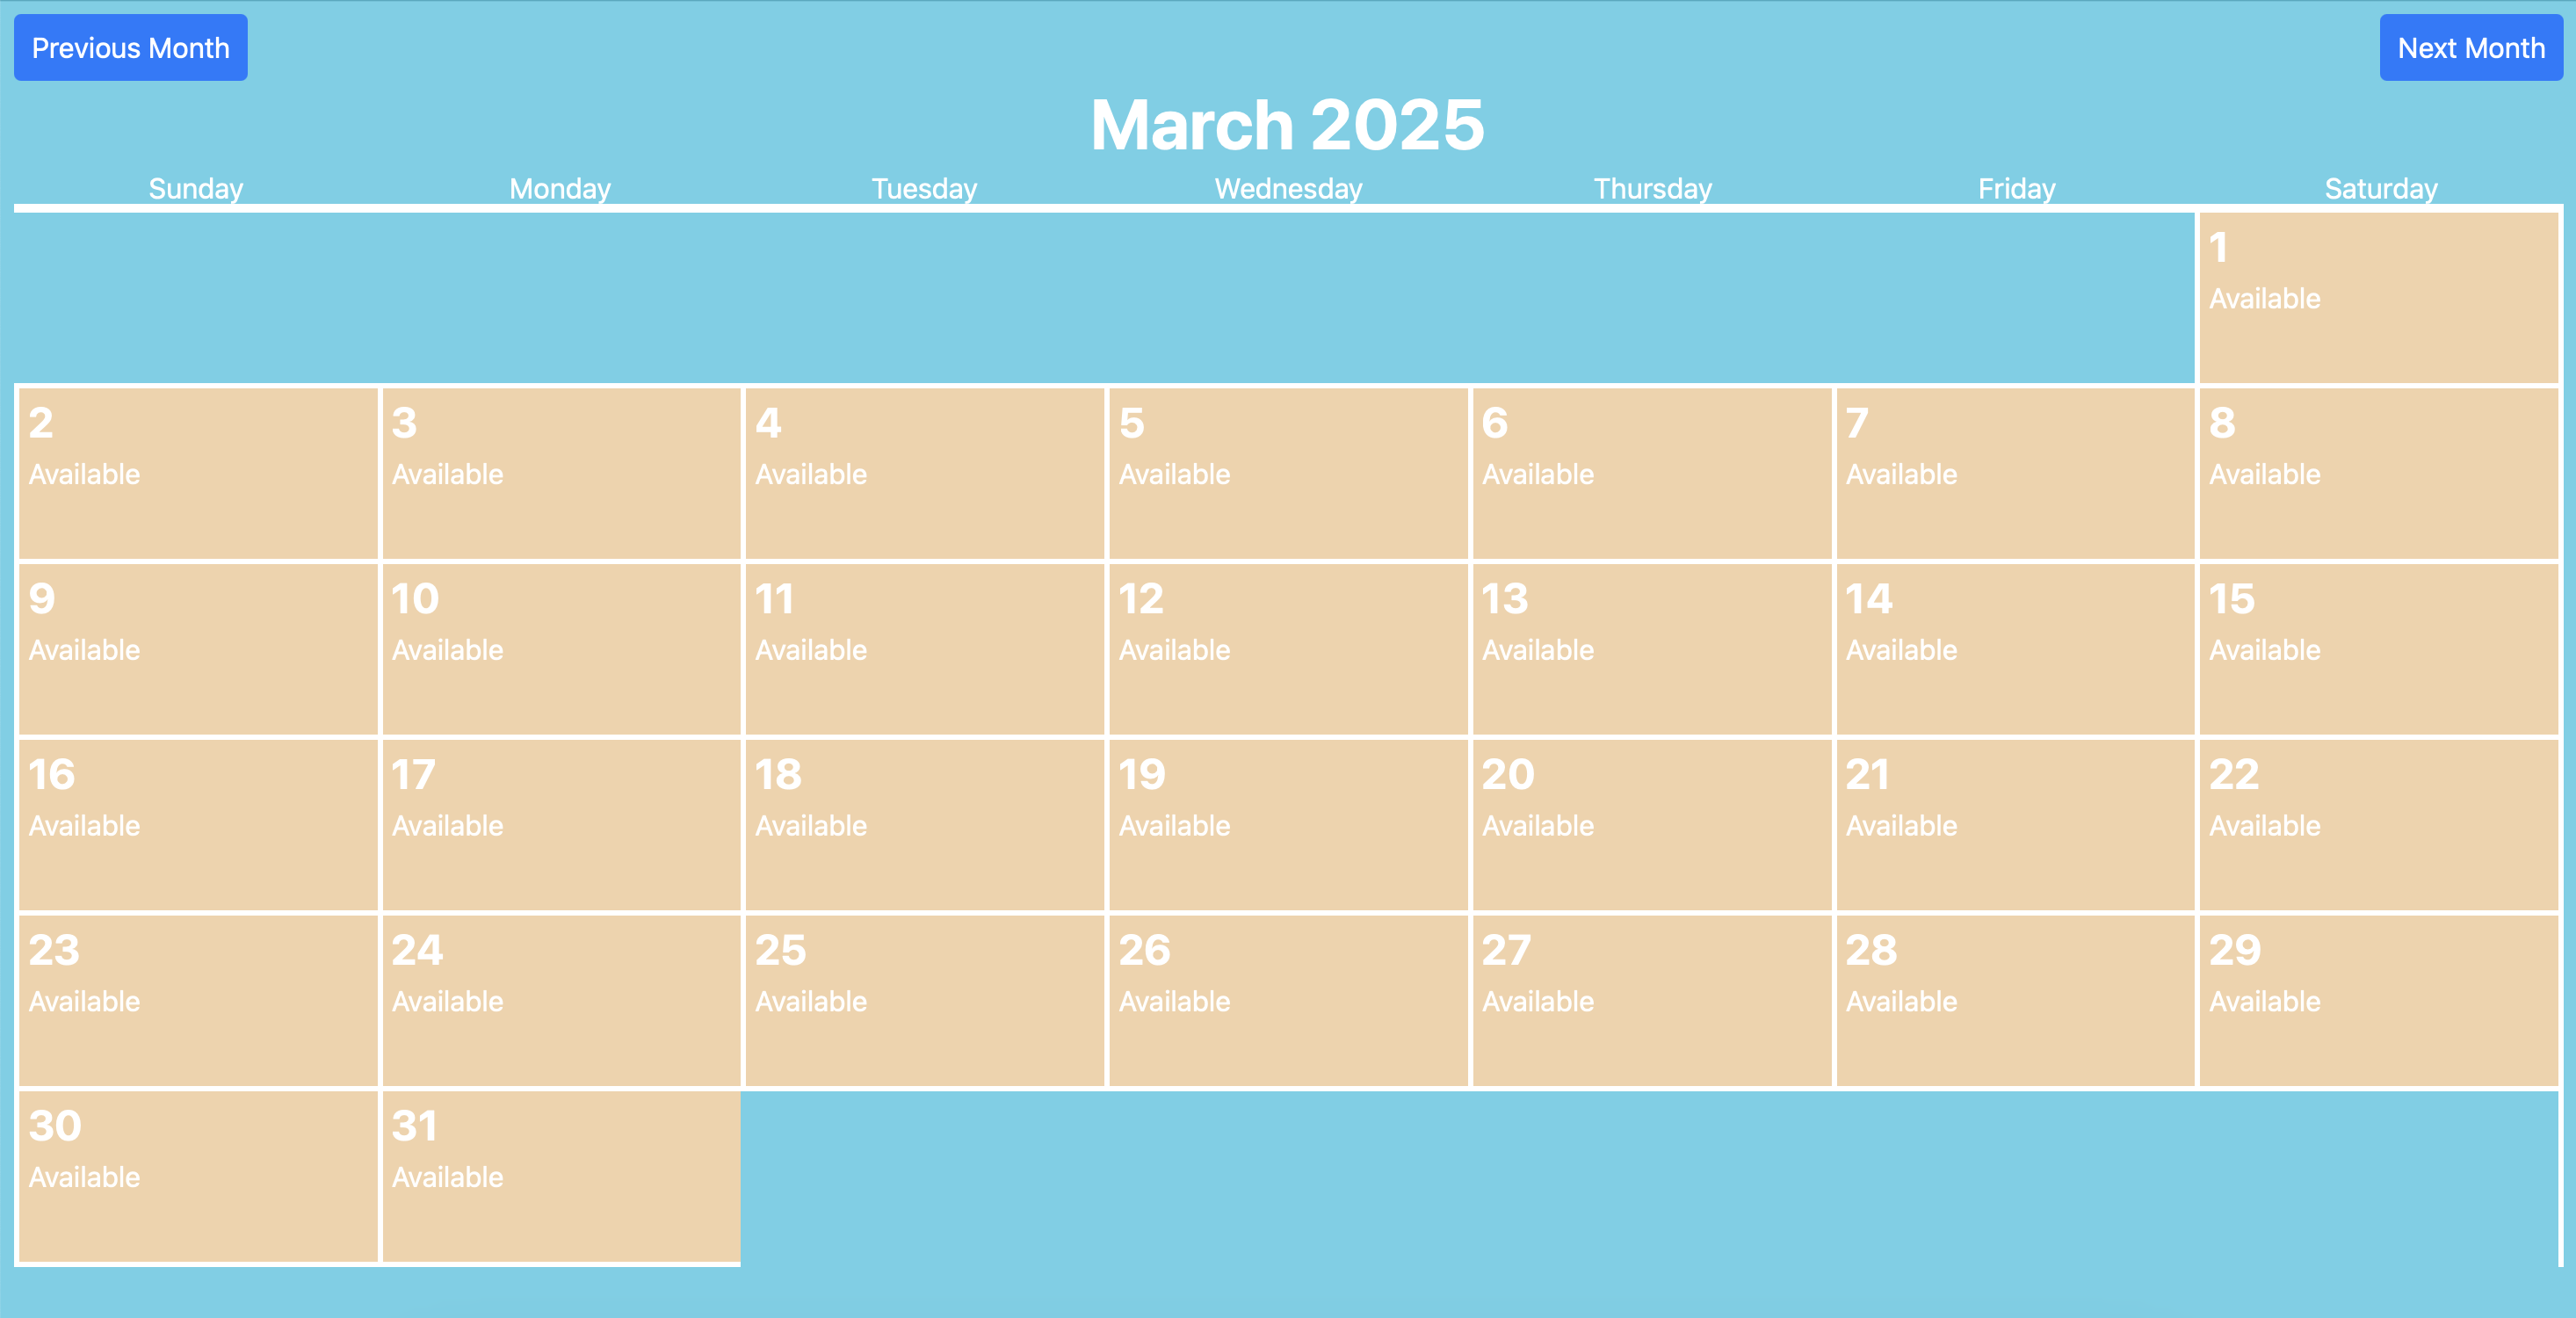 Previous Month Next Month
March 2025
Sunday Monday Tuesday Wednesday Thursday Friday Saturday
1
Available
2 3 4 5 6 7 8
Available Available Available Available Available Available Available
9 10 11 12 13 14 15
Available Available Available Available Available Available Available
16 17 18 19 20 21 22
Available Available Available Available Available Available Available
23 24 25 26 27 28 29
Available Available Available Available Available Available Available
30 31
Available Available